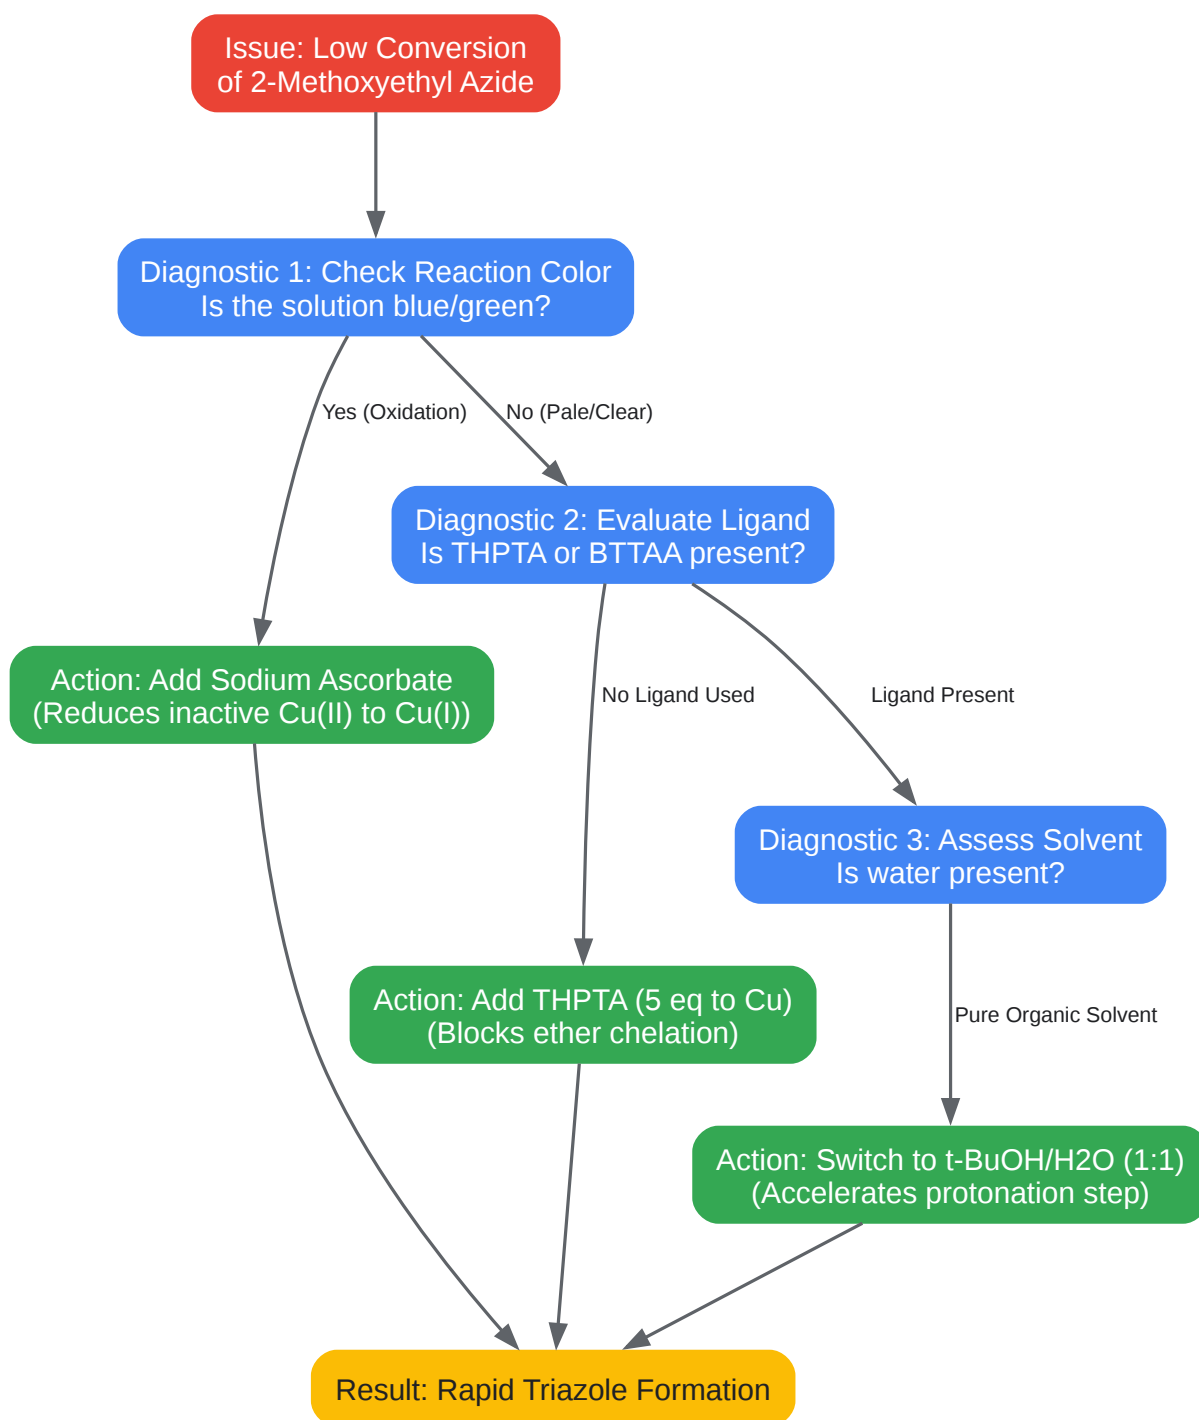 Issue: Low Conversion
of 2-Methoxyethyl Azide
Diagnostic 1: Check Reaction Color
Is the solution blue/green?
Yes (Oxidation)
No (Pale/Clear)
Diagnostic 2: Evaluate Ligand
Is THPTA or BTTAA present?
Action: Add Sodium Ascorbate
(Reduces inactive Cu(II) to Cu(I))
No Ligand Used
Ligand Present
Diagnostic 3: Assess Solvent
Is water present?
Action: Add THPTA (5 eq to Cu)
(Blocks ether chelation)
Pure Organic Solvent
Action: Switch to t-BuOH/H2O (1:1)
(Accelerates protonation step)
Result: Rapid Triazole Formation